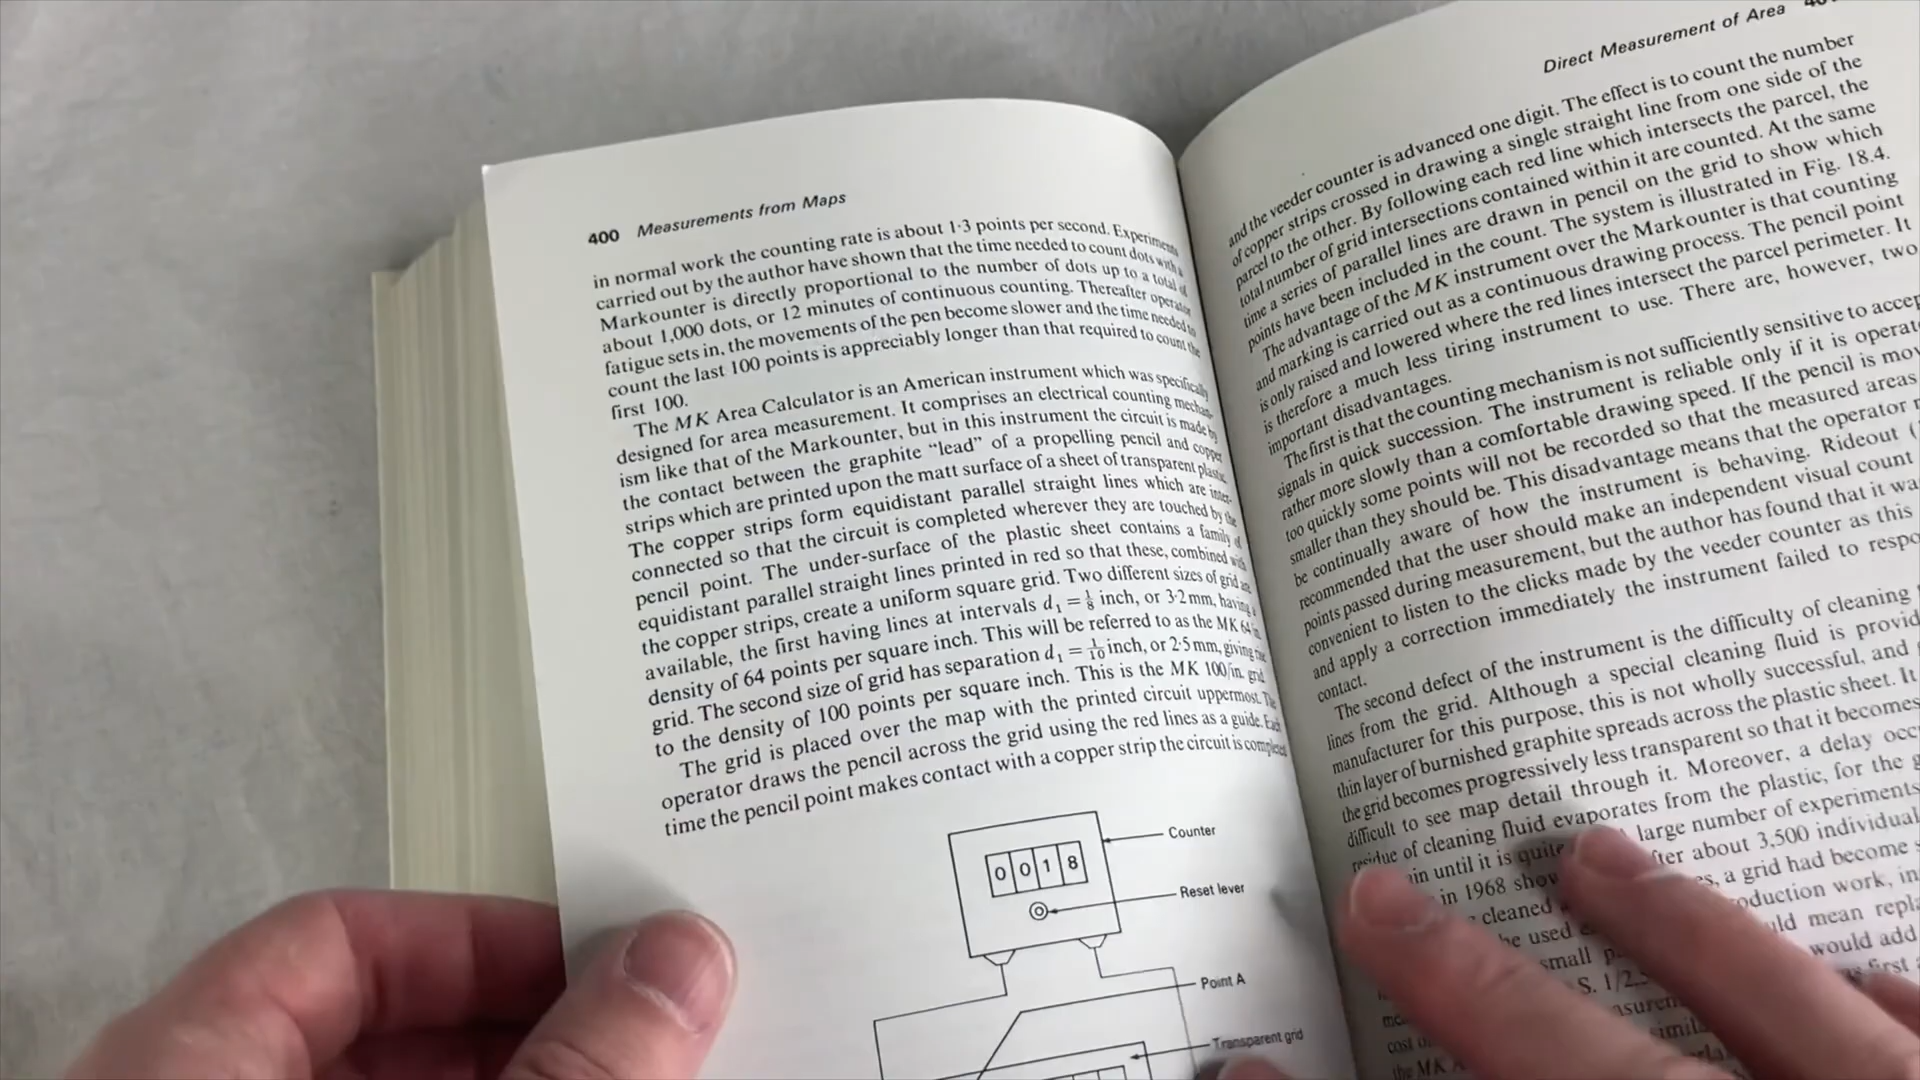 400 Measurements from Maps
in normal work the counting rate is about 1·3 points per second. Experiments
carried out by the author have shown that the time needed to count dots with a
Markounter is directly proportional to the number of dots up to a total of
about 1,000 dots, or 12 minutes of continuous counting. Thereafter operator
fatigue sets in, the movements of the pen become slower and the time needed to
count the last 100 points is appreciably longer than that required to count the
first 100.
The MK Area Calculator is an American instrument which was specifically
designed for area measurement. It comprises an electrical counting mechan-
ism like that of the Markounter, but in this instrument the circuit is made by
the contact between the graphite “lead” of a propelling pencil and copper
strips which are printed upon the matt surface of a sheet of transparent plastic.
The copper strips form equidistant parallel straight lines which are inter-
connected so that the circuit is completed wherever they are touched by the
pencil point. The under-surface of the plastic sheet contains a family of
equidistant parallel straight lines printed in red so that these, combined with
the copper strips, create a uniform square grid. Two different sizes of grid are
available, the first having lines at intervals d₁ = ⅛ inch, or 3·2 mm, having a
density of 64 points per square inch. This will be referred to as the MK 64/in.
grid. The second size of grid has separation d₁ = 1/10 inch, or 2·5 mm, giving rise
to the density of 100 points per square inch. This is the MK 100/in. grid
The grid is placed over the map with the printed circuit uppermost. The
operator draws the pencil across the grid using the red lines as a guide. Each
time the pencil point makes contact with a copper strip the circuit is completed
0 0 1 8
Counter
Reset lever
Point A
Transparent grid
Direct Measurement of Area
and the veeder counter is advanced one digit. The effect is to count the number
of copper strips crossed in drawing a single straight line from one side of the
parcel to the other. By following each red line which intersects the parcel, the
total number of grid intersections contained within it are counted. At the same
time a series of parallel lines are drawn in pencil on the grid to show which
points have been included in the count. The system is illustrated in Fig. 18.4.
The advantage of the MK instrument over the Markounter is that counting
and marking is carried out as a continuous drawing process. The pencil point
is only raised and lowered where the red lines intersect the parcel perimeter. It
is therefore a much less tiring instrument to use. There are, however, two
important disadvantages.
The first is that the counting mechanism is not sufficiently sensitive to accep
signals in quick succession. The instrument is reliable only if it is operat
rather more slowly than a comfortable drawing speed. If the pencil is mov
too quickly some points will not be recorded so that the measured areas
smaller than they should be. This disadvantage means that the operator
be continually aware of how the instrument is behaving. Rideout (
recommended that the user should make an independent visual count
points passed during measurement, but the author has found that it wa
convenient to listen to the clicks made by the veeder counter as this
and apply a correction immediately the instrument failed to respo
contact.
The second defect of the instrument is the difficulty of cleaning
lines from the grid. Although a special cleaning fluid is provid
manufacturer for this purpose, this is not wholly successful, and
thin layer of burnished graphite spreads across the plastic sheet. It
the grid becomes progressively less transparent so that it becomes
difficult to see map detail through it. Moreover, a delay occ
residue of cleaning fluid evaporates from the plastic, for the g
until it is quite large number of experiments
in 1968 after about 3,500 individual
a grid had become
cleaned production work, in
be used would mean repla
small would add
S. first